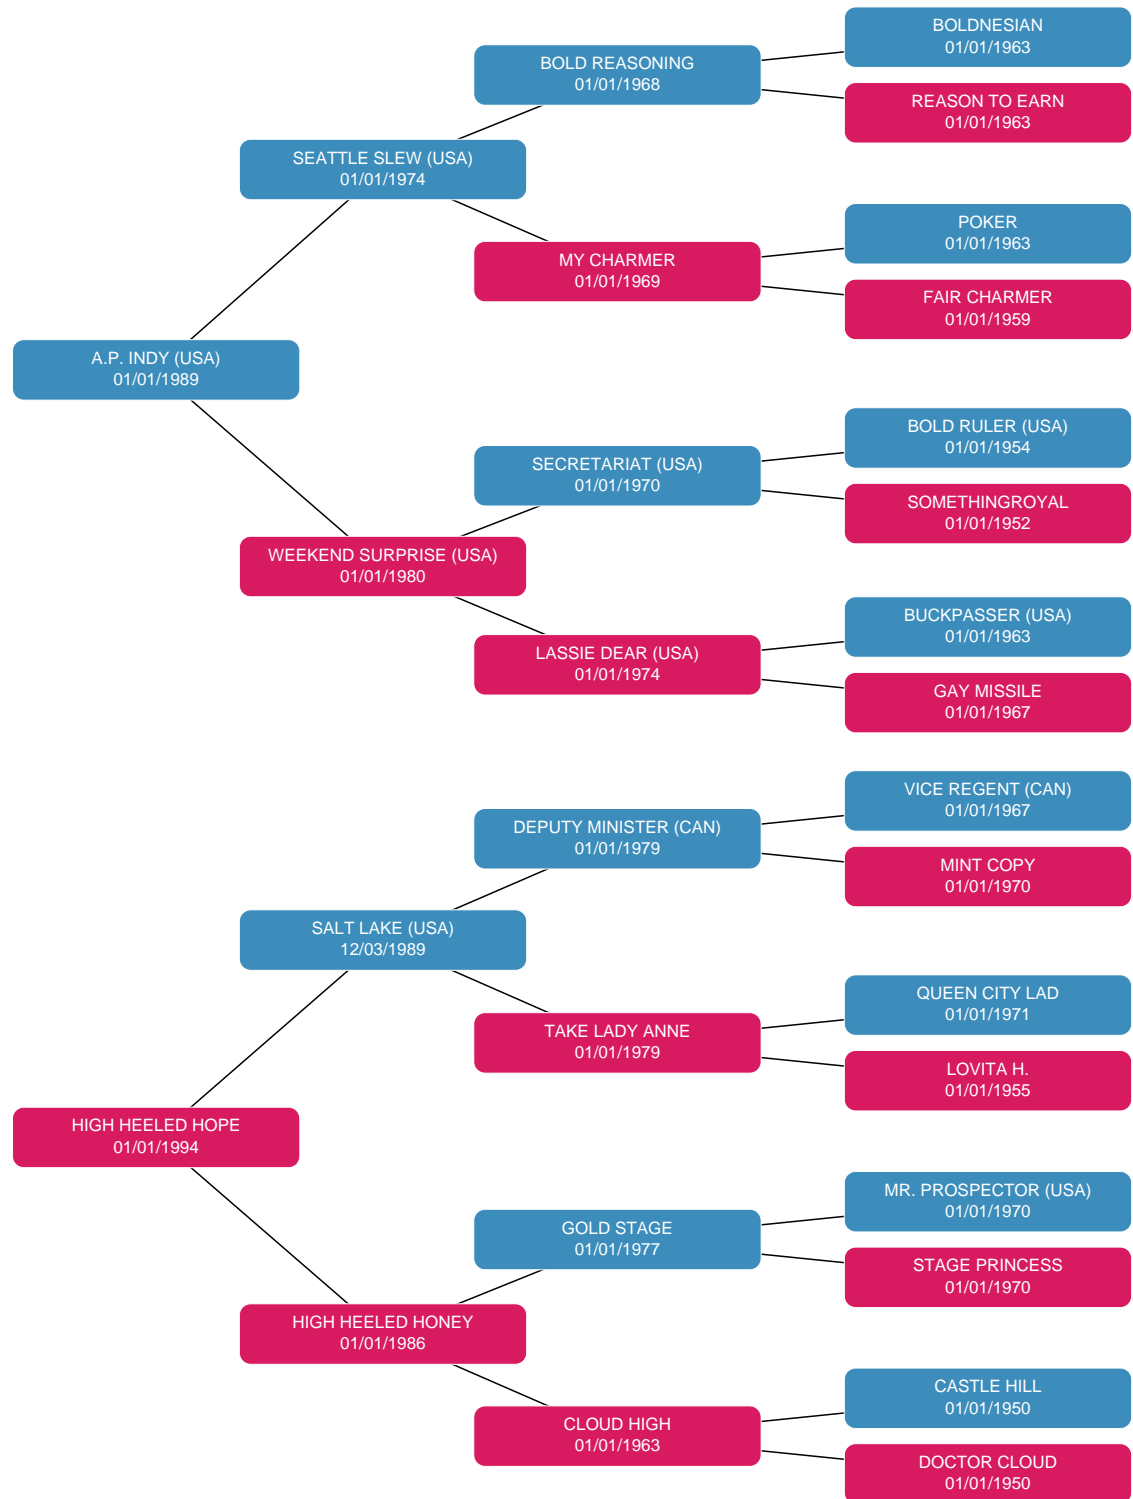 BOLDNESIAN
01/01/1963
BOLD REASONING
01/01/1968
REASON TO EARN
01/01/1963
SEATTLE SLEW (USA)
01/01/1974
POKER
01/01/1963
MY CHARMER
01/01/1969
FAIR CHARMER
01/01/1959
A.P. INDY (USA)
01/01/1989
BOLD RULER (USA)
01/01/1954
SECRETARIAT (USA)
01/01/1970
SOMETHINGROYAL
01/01/1952
WEEKEND SURPRISE (USA)
01/01/1980
BUCKPASSER (USA)
01/01/1963
LASSIE DEAR (USA)
01/01/1974
GAY MISSILE
01/01/1967
VICE REGENT (CAN)
01/01/1967
DEPUTY MINISTER (CAN)
01/01/1979
MINT COPY
01/01/1970
SALT LAKE (USA)
12/03/1989
QUEEN CITY LAD
01/01/1971
TAKE LADY ANNE
01/01/1979
LOVITA H.
01/01/1955
HIGH HEELED HOPE
01/01/1994
MR. PROSPECTOR (USA)
01/01/1970
GOLD STAGE
01/01/1977
STAGE PRINCESS
01/01/1970
HIGH HEELED HONEY
01/01/1986
CASTLE HILL
01/01/1950
CLOUD HIGH
01/01/1963
DOCTOR CLOUD
01/01/1950